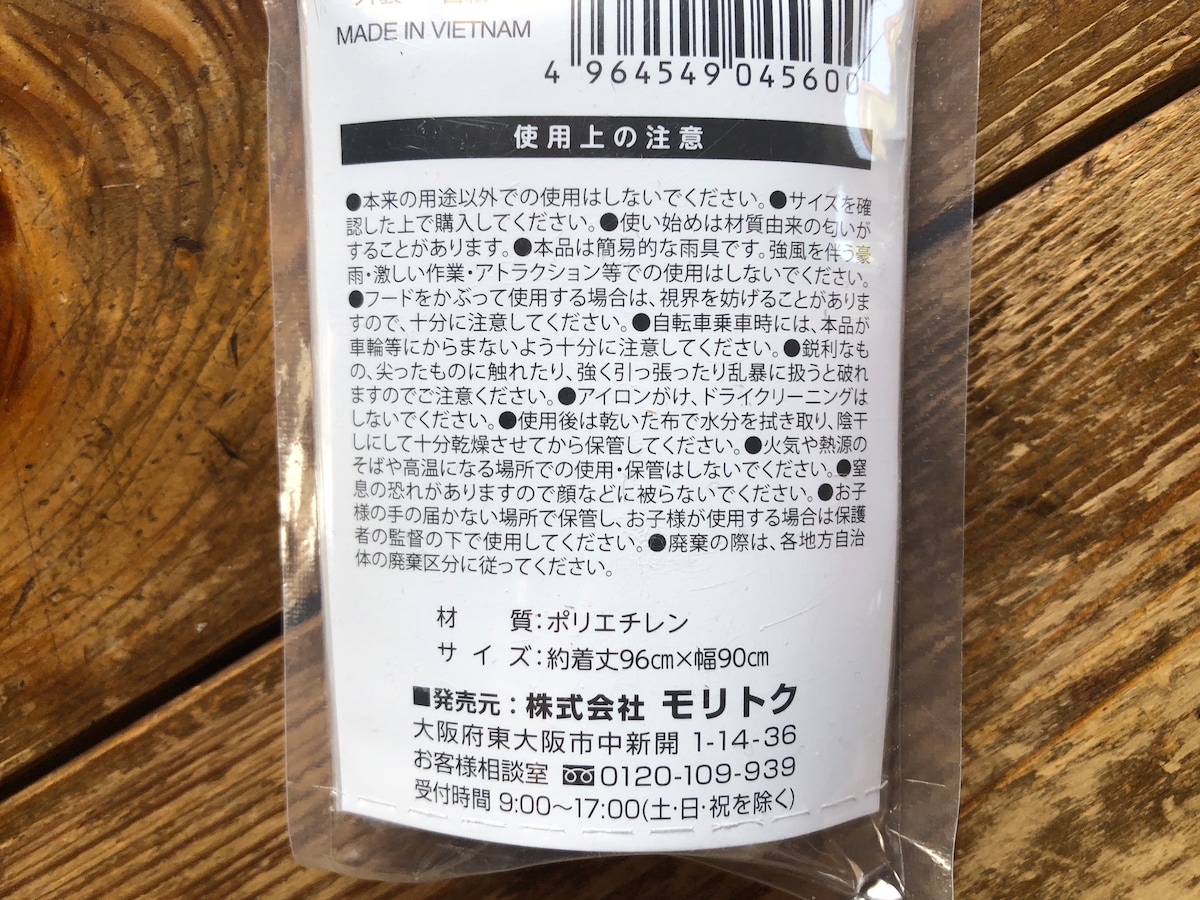 MADE IN VIETNAM
4 964549 045600
使用上の注意
●本来の用途以外での使用はしないでください。●サイズを確
認した上で購入してください。●使い始めは材質由来の匂いが
することがあります。●本品は簡易的な雨具です。強風を伴う豪
雨・激しい作業・アトラクション等での使用はしないでください。
●フードをかぶって使用する場合は、視界を妨げることがありま
すので、十分に注意してください。●自転車乗車時には、本品が
車輪等にからまないよう十分に注意してください。●鋭利なも
の、尖ったものに触れたり、強く引っ張ったり乱暴に扱うと破れ
ますのでご注意ください。●アイロンがけ、ドライクリーニングは
しないでください。●使用後は乾いた布で水分を拭き取り、陰干
しにして十分乾燥させてから保管してください。●火気や熱源の
そばや高温になる場所での使用・保管はしないでください。●窒
息の恐れがありますので顔などに被らないでください。●お子
様の手の届かない場所で保管し、お子様が使用する場合は保護
者の監督の下で使用してください。●廃棄の際は、各地方自治
体の廃棄区分に従ってください。
材　質:ポリエチレン
サイズ:約着丈96㎝×幅90㎝
■発売元:株式会社 モリトク
大阪府東大阪市中新開 1-14-36
お客様相談室 0120-109-939
受付時間 9:00〜17:00(土・日・祝を除く)